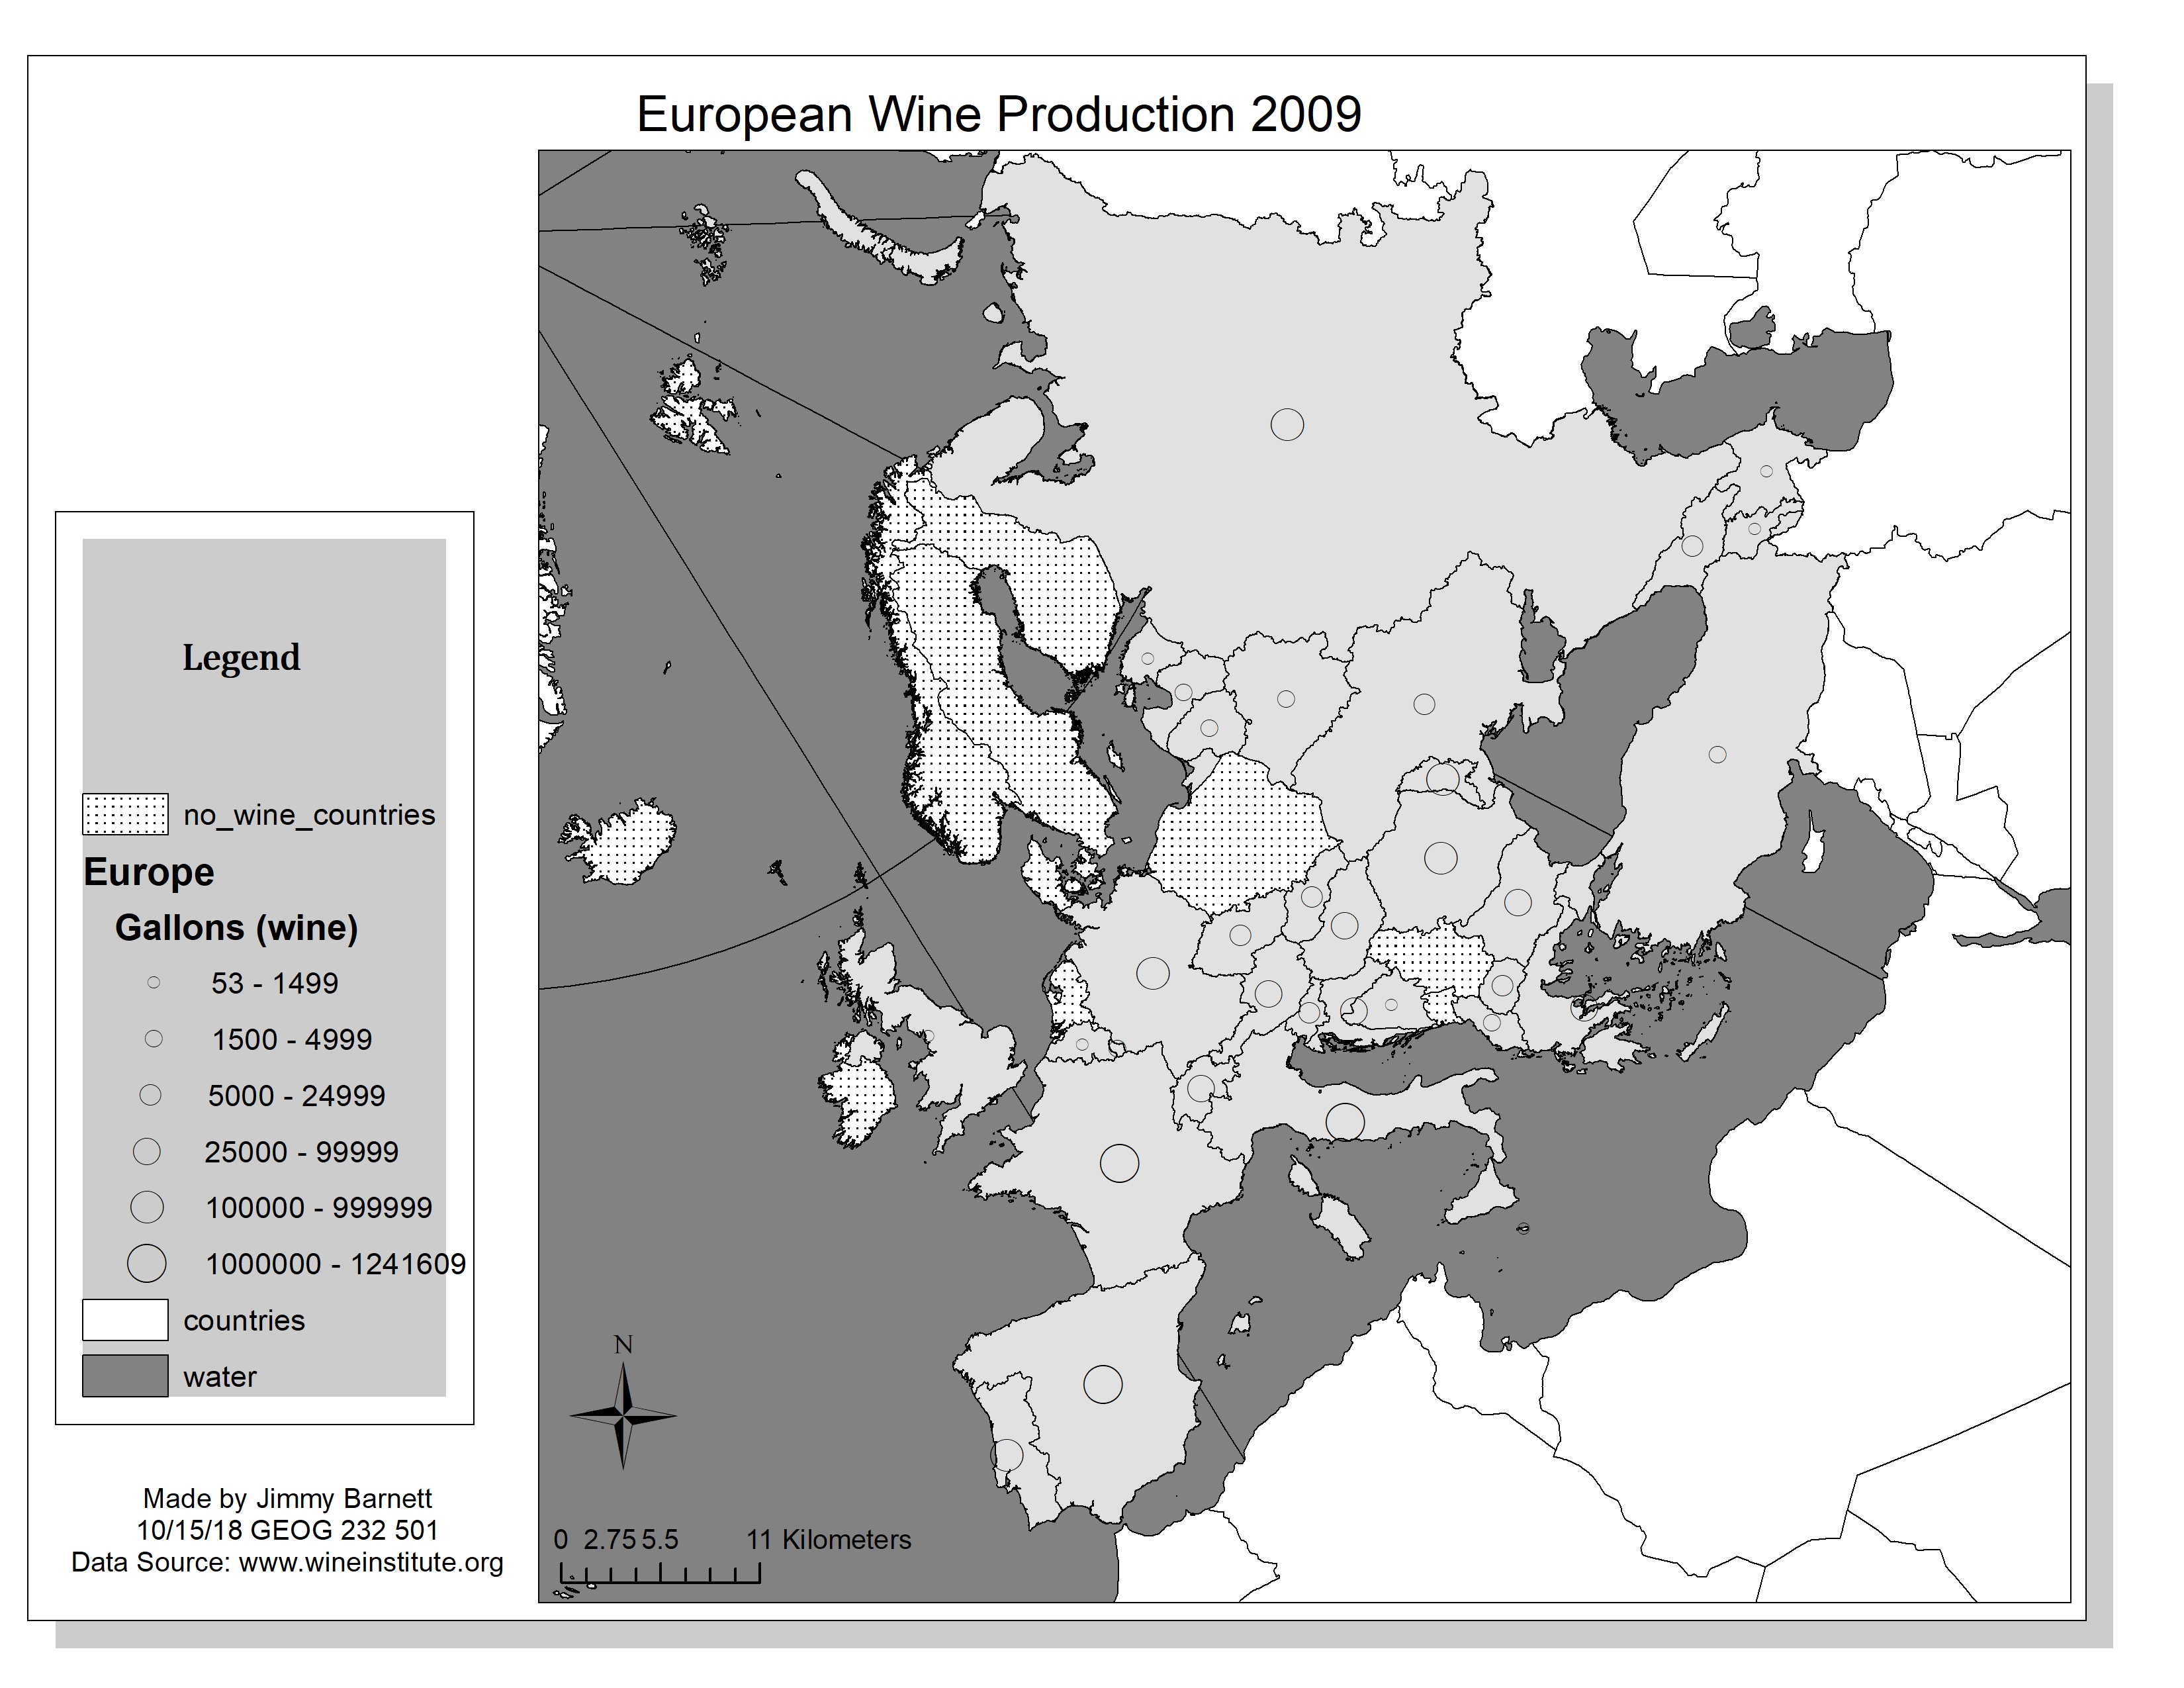 European Wine Production 2009
Legend
no_wine_countries
Europe
Gallons (wine)
53 - 1499
1500 - 4999
5000 - 24999
25000 - 99999
100000 - 999999
1000000 - 1241609
countries
water
Made by Jimmy Barnett
10/15/18 GEOG 232 501
Data Source: www.wineinstitute.org
N
0 2.75 5.5 11 Kilometers